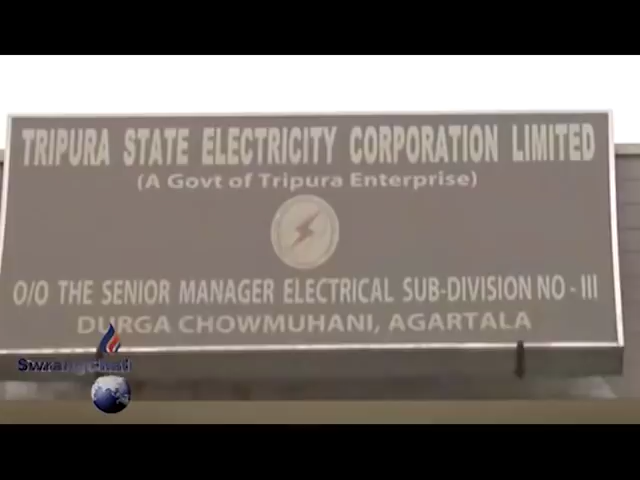 TRIPURA STATE ELECTRICITY CORPORATION LIMITED
(A Govt of Tripura Enterprise)
O/O THE SENIOR MANAGER ELECTRICAL SUB-DIVISION NO - III
DURGA CHOWMUHANI, AGARTALA